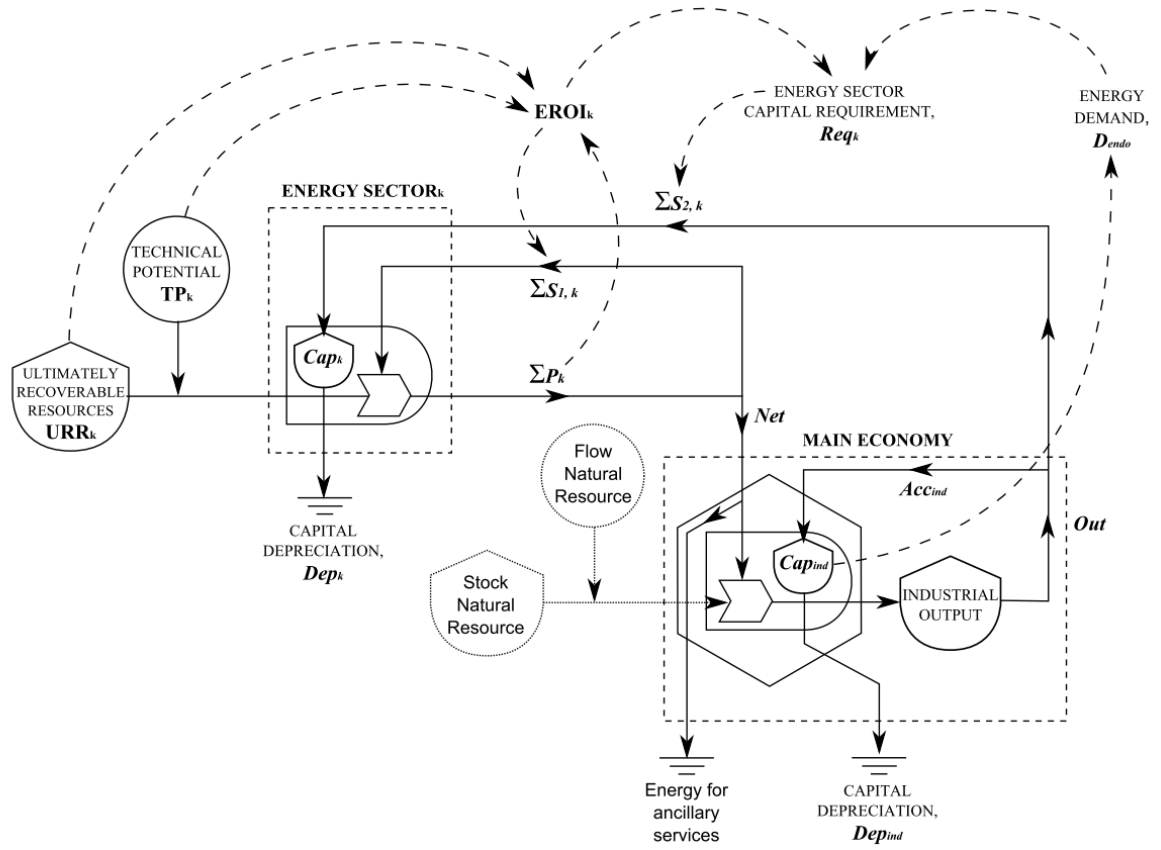 EROIk
ENERGY SECTOR
CAPITAL REQUIREMENT,
Reqk
ENERGY
DEMAND,
Dendo
ENERGY SECTORk
ΣS2, k
TECHNICAL
POTENTIAL
TPk
ΣS1, k
Capk
ΣPk
ULTIMATELY
RECOVERABLE
RESOURCES
URRk
Net
MAIN ECONOMY
Flow
Natural
Resource
Accind
Out
CAPITAL
DEPRECIATION,
Depk
Capind
Stock
Natural
Resource
INDUSTRIAL
OUTPUT
Energy for
ancillary
services
CAPITAL
DEPRECIATION,
Depind